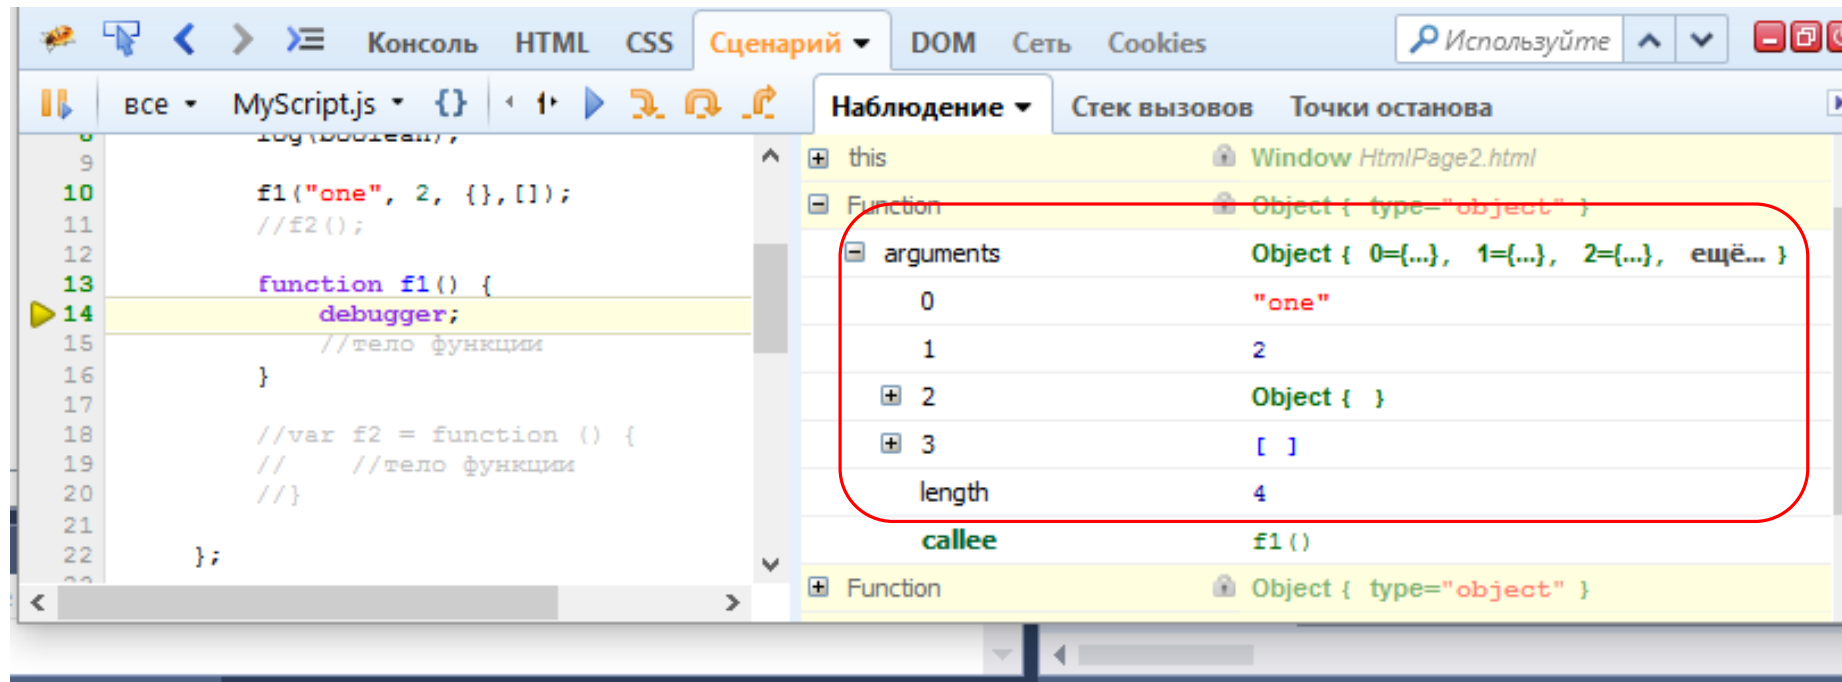 Консоль HTML CSS Сценарий DOM Сеть Cookies Используйте
все MyScript.js {} Наблюдение Стек вызовов Точки останова
8 log(boolean);
9
10 f1("one", 2, {},[]);
11 //f2();
12
13 function f1() {
14 debugger;
15 //тело функции
16 }
17
18 //var f2 = function () {
19 // //тело функции
20 //}
21
22 };
this Window HtmlPage2.html
Function Object { type="object" }
arguments Object { 0={...}, 1={...}, 2={...}, ещё... }
0 "one"
1 2
2 Object { }
3 [ ]
length 4
callee f1()
Function Object { type="object" }